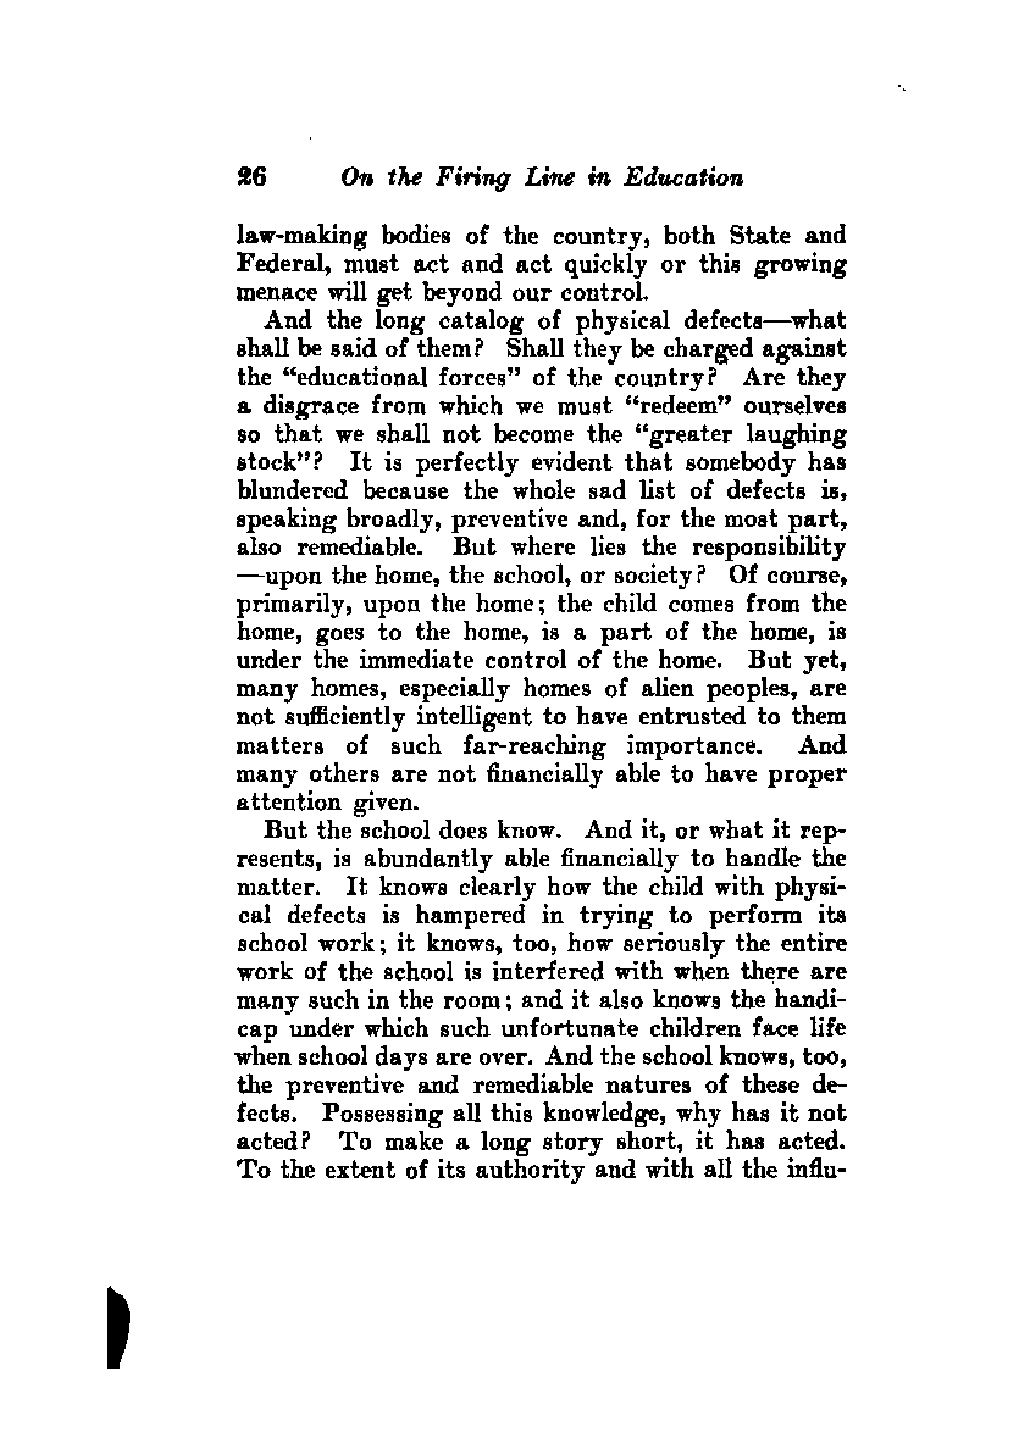 26 On the Firing Line in Education
law-making bodies of the country, both State and
Federal, must act and act quickly or this growing
menace will get beyond our control.
And the long catalog of physical defects—what
shall be said of them? Shall they be charged against
the "educational forces" of the country? Are they
a disgrace from which we must "redeem" ourselves
so that we shall not become the "greater laughing
stock"? It is perfectly evident that somebody has
blundered because the whole sad list of defects is,
speaking broadly, preventive and, for the most part,
also remediable. But where lies the responsibility
—upon the home, the school, or society? Of course,
primarily, upon the home; the child comes from the
home, goes to the home, is a part of the home, is
under the immediate control of the home. But yet,
many homes, especially homes of alien peoples, are
not sufficiently intelligent to have entrusted to them
matters of such far-reaching importance. And
many others are not financially able to have proper
attention given.
But the school does know. And it, or what it rep-
resents, is abundantly able financially to handle the
matter. It knows clearly how the child with physi-
cal defects is hampered in trying to perform its
school work; it knows, too, how seriously the entire
work of the school is interfered with when there are
many such in the room; and it also knows the handi-
cap under which such unfortunate children face life
when school days are over. And the school knows, too,
the preventive and remediable natures of these de-
fects. Possessing all this knowledge, why has it not
acted? To make a long story short, it has acted.
To the extent of its authority and with all the influ-